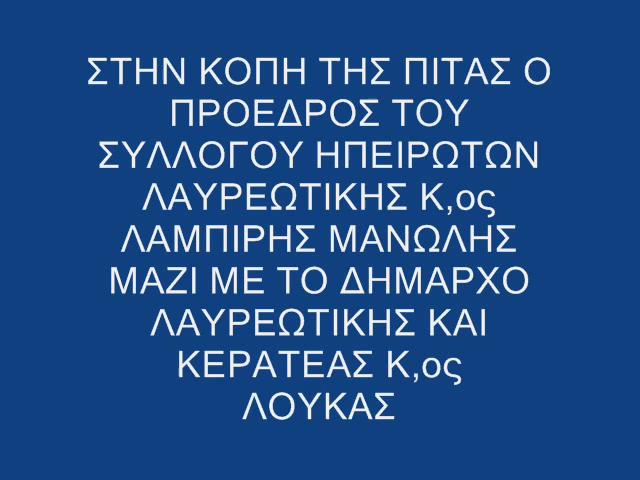 ΣΤΗΝ ΚΟΠΗ ΤΗΣ ΠΙΤΑΣ Ο
ΠΡΟΕΔΡΟΣ ΤΟΥ
ΣΥΛΛΟΓΟΥ ΗΠΕΙΡΩΤΩΝ
ΛΑΥΡΕΩΤΙΚΗΣ Κ,ος
ΛΑΜΠΙΡΗΣ ΜΑΝΩΛΗΣ
ΜΑΖΙ ΜΕ ΤΟ ΔΗΜΑΡΧΟ
ΛΑΥΡΕΩΤΙΚΗΣ ΚΑΙ
ΚΕΡΑΤΕΑΣ Κ,ος
ΛΟΥΚΑΣ